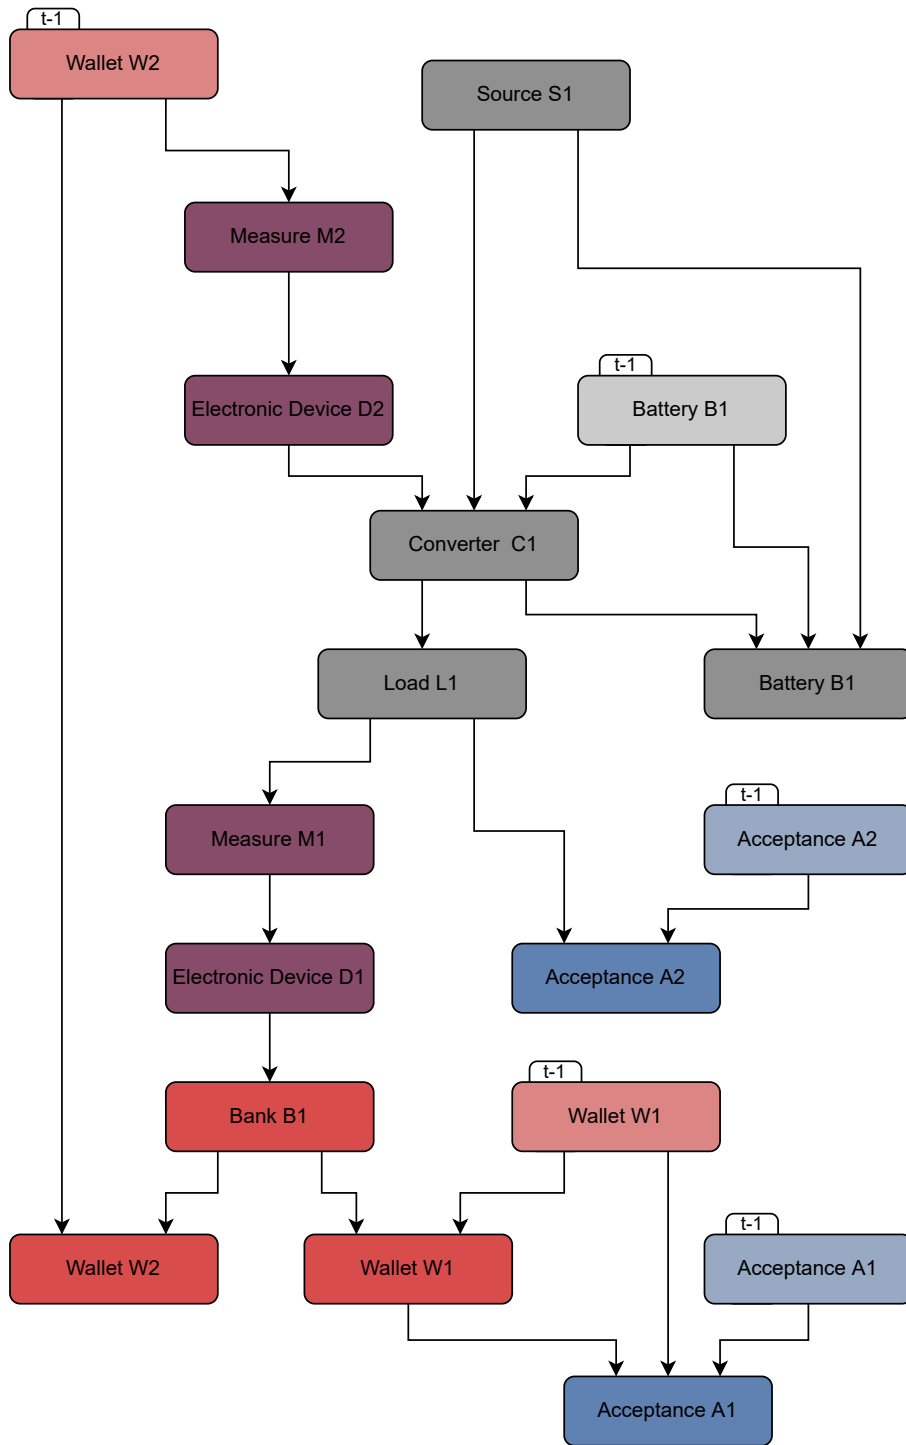 t-1
Wallet W2
Source S1
Measure M2
t-1
Electronic Device D2
Battery B1
Converter  C1
Load L1
Battery B1
t-1
Measure M1
Acceptance A2
Electronic Device D1
Acceptance A2
t-1
Bank B1
Wallet W1
t-1
Wallet W2
Wallet W1
Acceptance A1
Acceptance A1